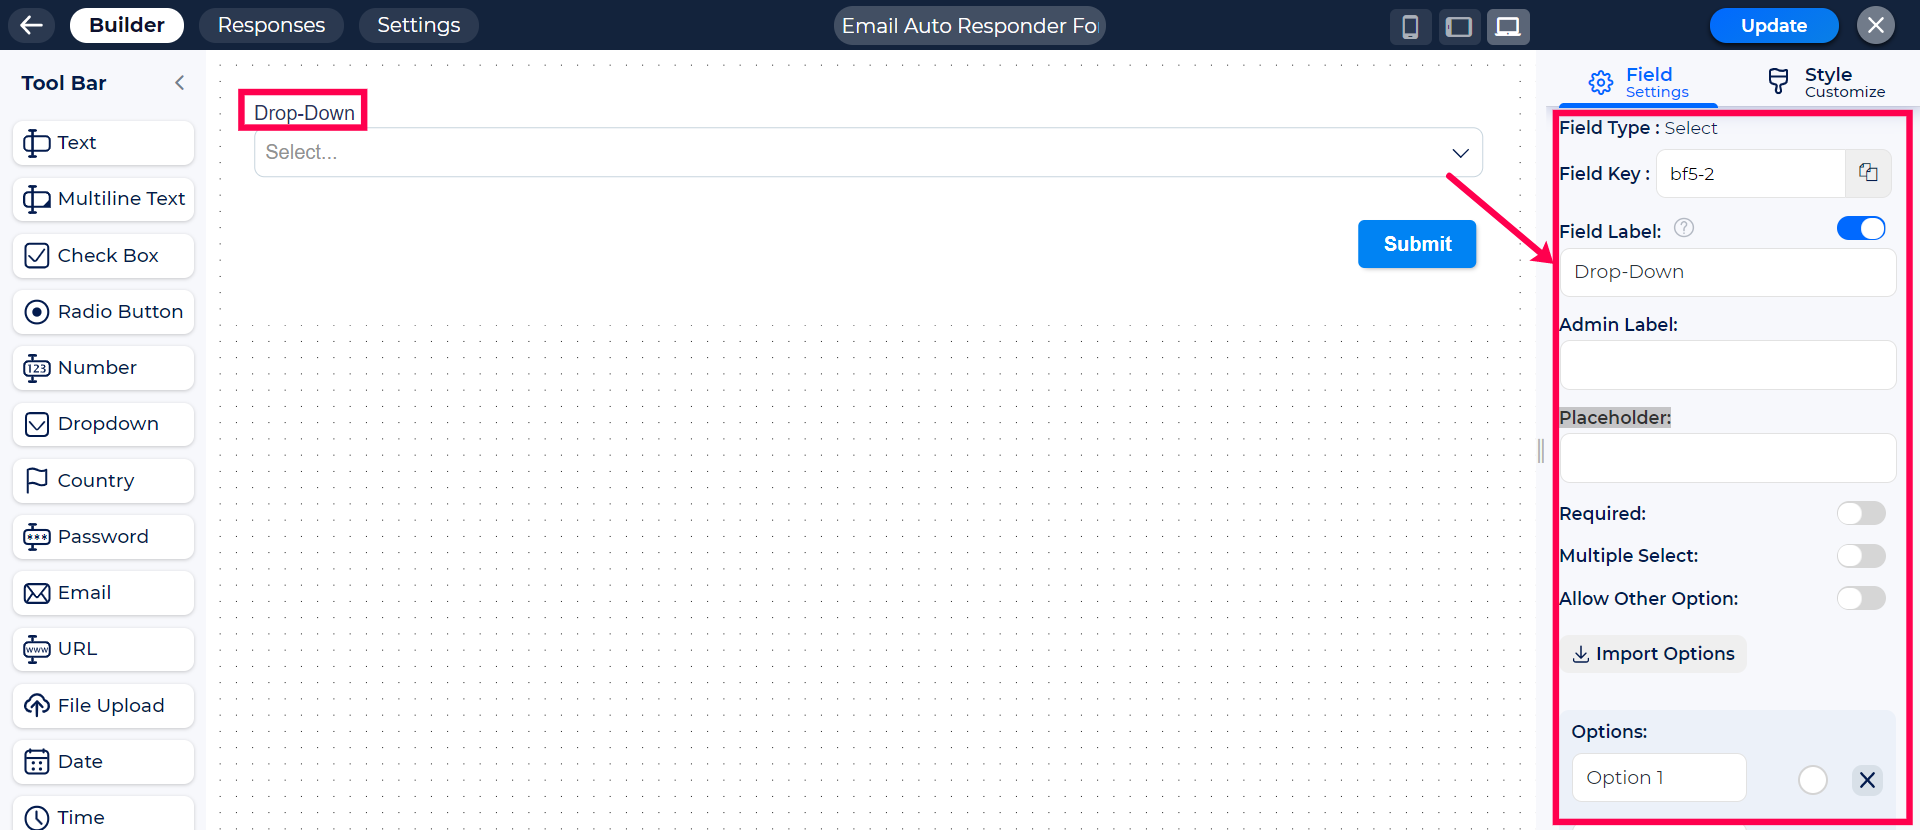 Builder
Responses
Settings
Email Auto Responder Fo
Update
Tool Bar
Text
Multiline Text
Check Box
Radio Button
123
Number
Dropdown
Country
***
Password
Email
www
URL
File Upload
Date
Time
Drop-Down
Select...
Submit
Field
Settings
Style
Customize
Field Type : Select
Field Key : bf5-2
Field Label: ?
Drop-Down
Admin Label:
Placeholder:
Required:
Multiple Select:
Allow Other Option:
Import Options
Options:
Option 1